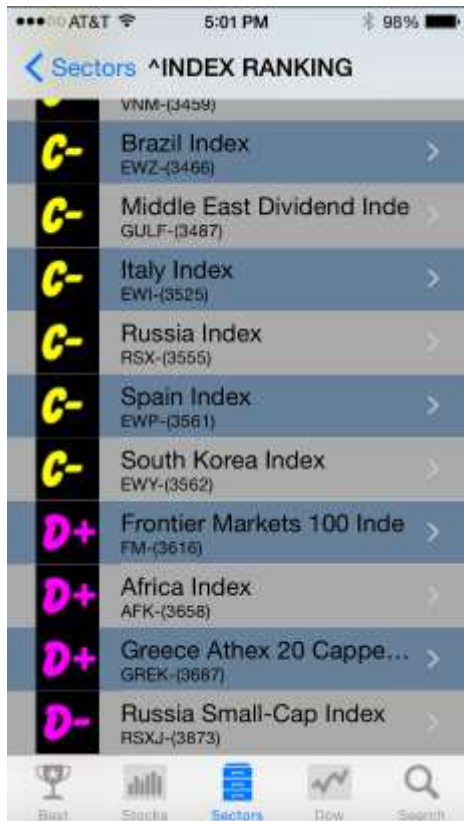 AT&T 5:01 PM 98%
Sectors ^INDEX RANKING
C-
VNM-(3459)
C- Brazil Index
EWZ-(3466)
C- Middle East Dividend Inde
GULF-(3487)
C- Italy Index
EWI-(3525)
C- Russia Index
RSX-(3555)
C- Spain Index
EWP-(3561)
C- South Korea Index
EWY-(3562)
D+ Frontier Markets 100 Inde
FM-(3616)
D+ Africa Index
AFK-(3658)
D+ Greece Athex 20 Cappe...
GREK-(3687)
D- Russia Small-Cap Index
RSXJ-(3873)
Best Stocks Sectors Dow Search